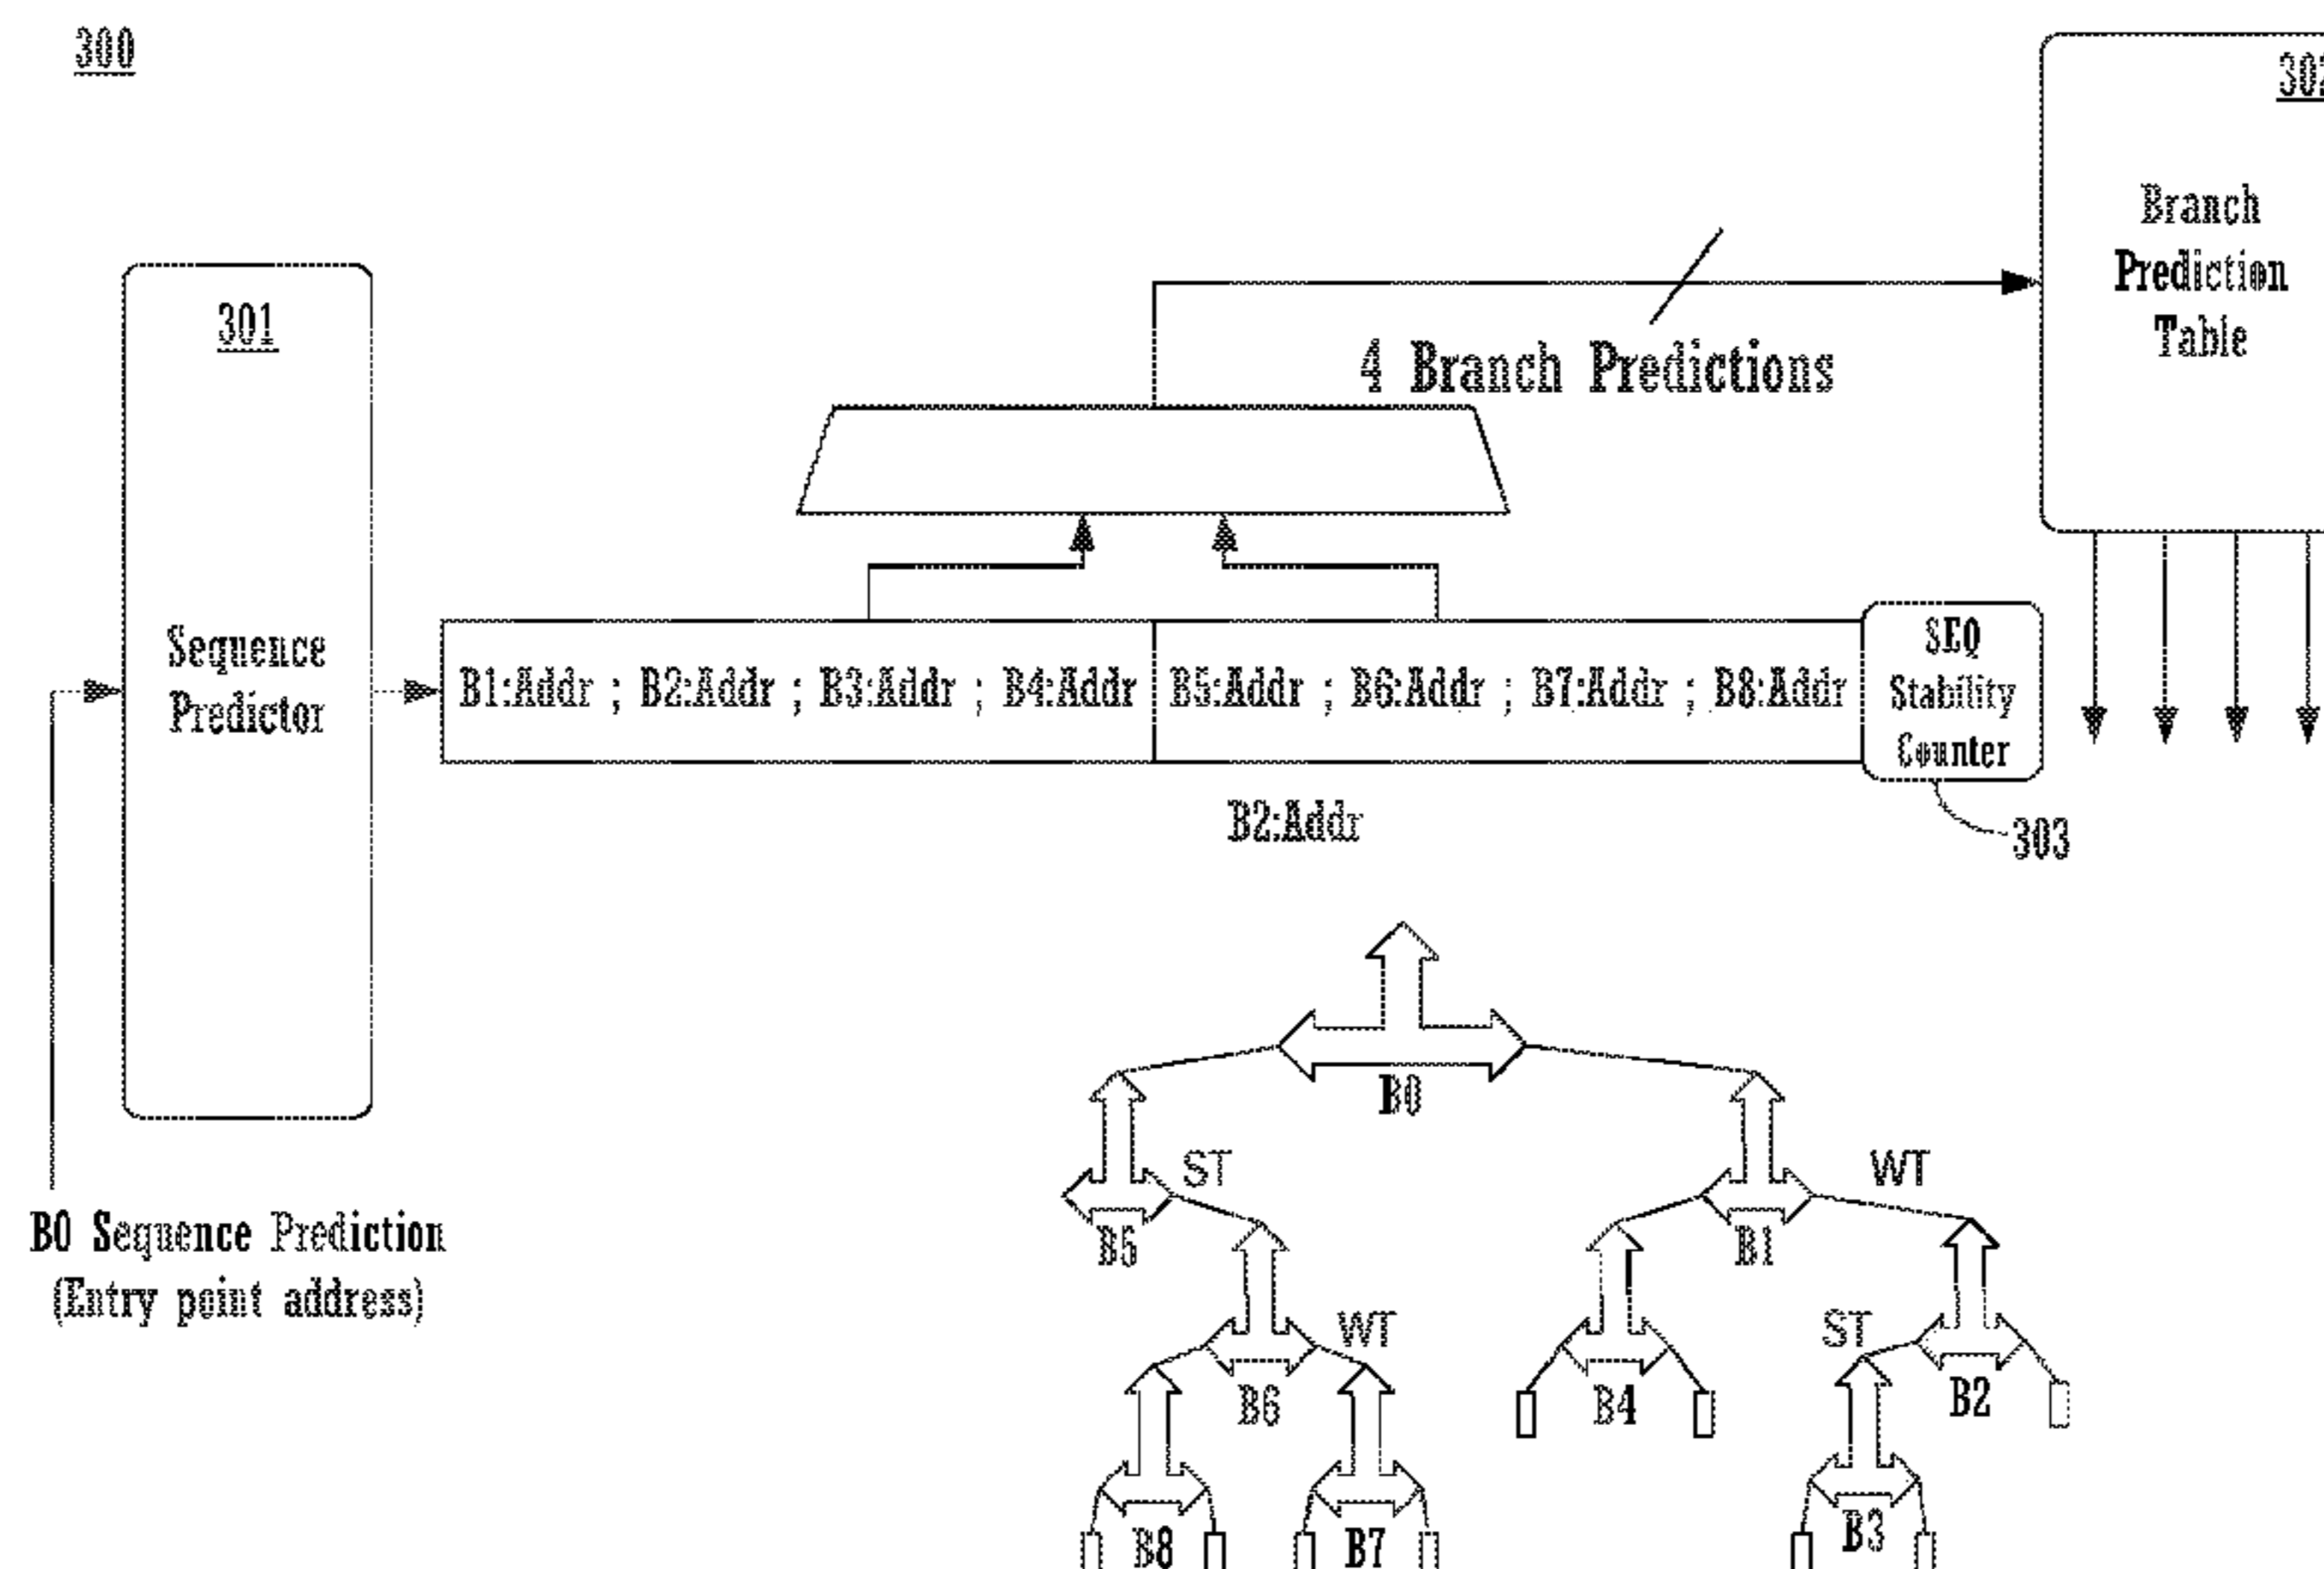 300
302
Branch
Prediction
Table
301
4 Branch Predictions
Sequence
Predictor
B1:Addr ; B2:Addr ; B3:Addr ; B4:Addr
B5:Addr ; B6:Addr ; B7:Addr ; B8:Addr
SEQ
Stability
Counter
B2:Addr
303
B0
ST
WT
B0 Sequence Prediction
(Entry point address)
B5
B1
WT
ST
B6
B4
B2
B8
B7
B3